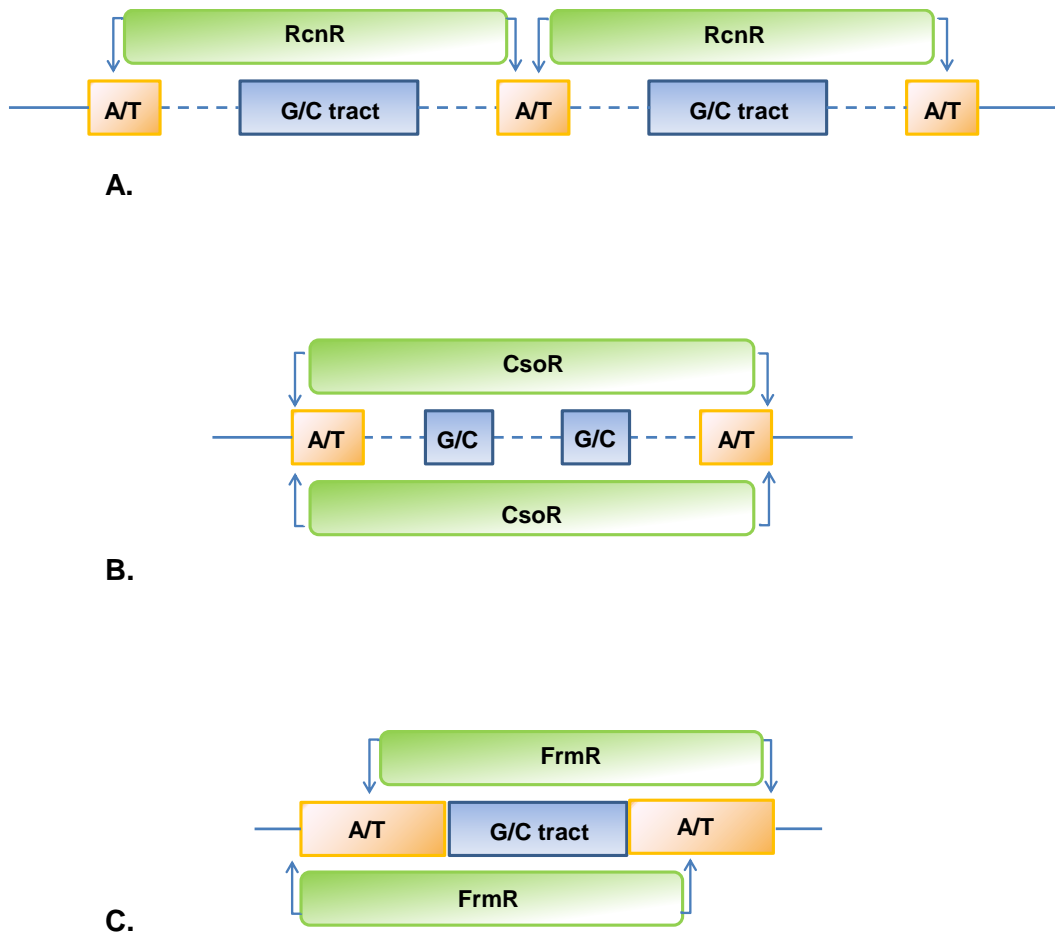 RcnR RcnR
A/T G/C tract A/T G/C tract A/T
A.
CsoR
A/T G/C G/C A/T
CsoR
B.
FrmR
A/T G/C tract A/T
FrmR
C.